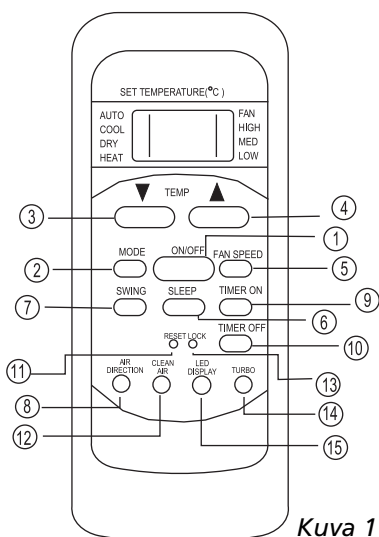 SET TEMPERATURE(°C)
AUTO
COOL
DRY
HEAT
FAN
HIGH
MED
LOW
TEMP
3
4
ON/OFF
1
MODE
2
FAN SPEED
5
SWING
7
SLEEP
6
TIMER ON
9
TIMER OFF
10
RESET LOCK
11
13
AIR
DIRECTION
8
CLEAN
AIR
12
LED
DISPLAY
15
TURBO
14
Kuva 1